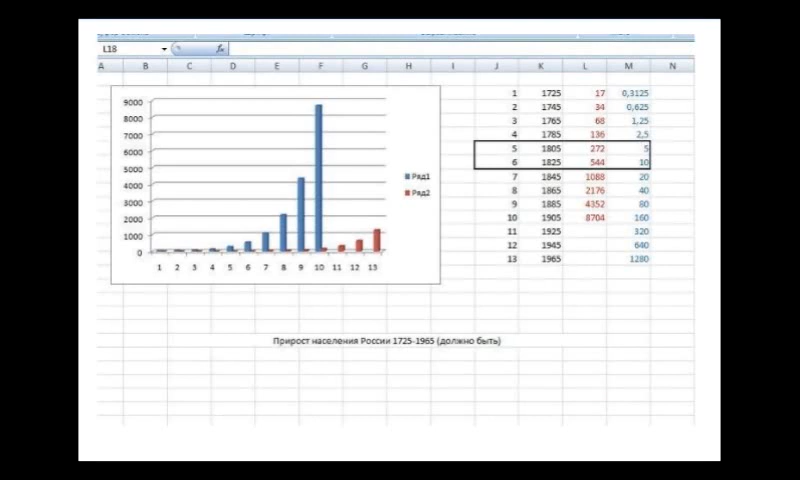 L18
A B C D E F G H I J K L M N
9000
8000
7000
6000
5000
4000
3000
2000
1000
0
1 2 3 4 5 6 7 8 9 10 11 12 13
Ряд1
Ряд2
1 1725 17 0,3125
2 1745 34 0,625
3 1765 68 1,25
4 1785 136 2,5
5 1805 272 5
6 1825 544 10
7 1845 1088 20
8 1865 2176 40
9 1885 4352 80
10 1905 8704 160
11 1925 320
12 1945 640
13 1965 1280
Прирост населения России 1725-1965 (должно быть)